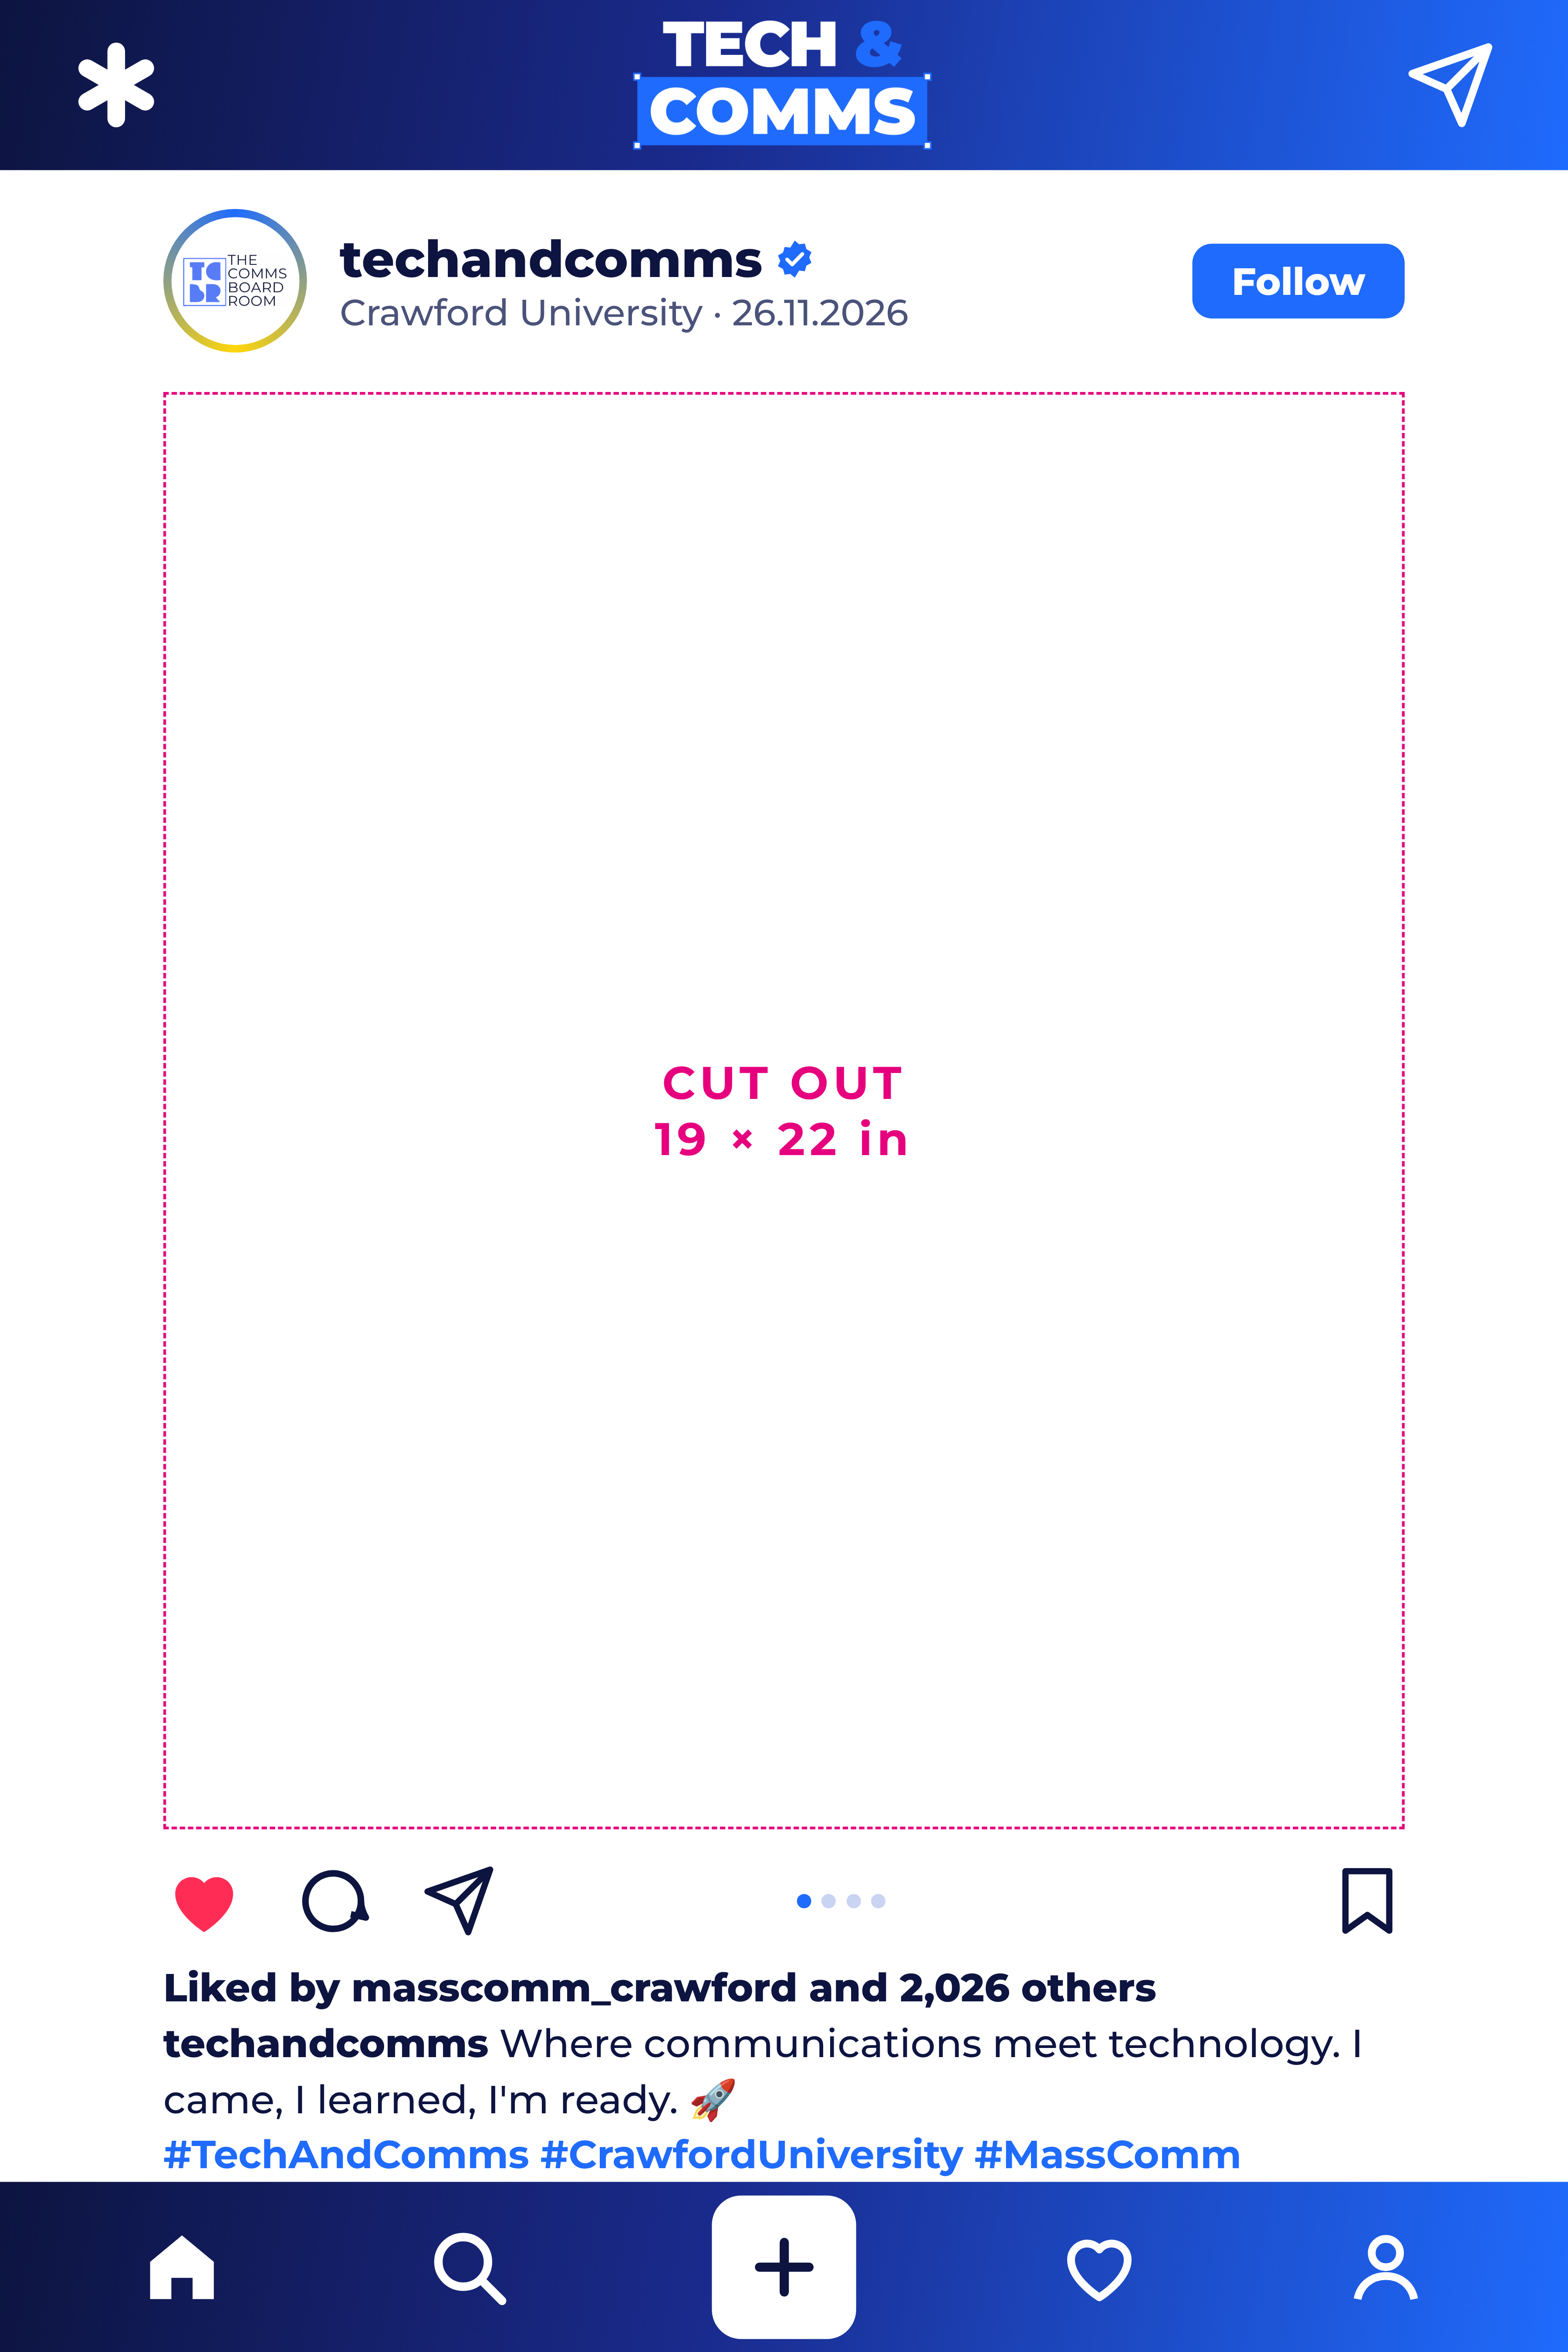 TECH &
COMMS
THE
COMMS
BOARD
ROOM
TCBR
techandcomms
Crawford University · 26.11.2026
Follow
CUT OUT
19 × 22 in
Liked by masscomm_crawford and 2,026 others
techandcomms Where communications meet technology. I
came, I learned, I'm ready. 🚀
#TechAndComms #CrawfordUniversity #MassComm